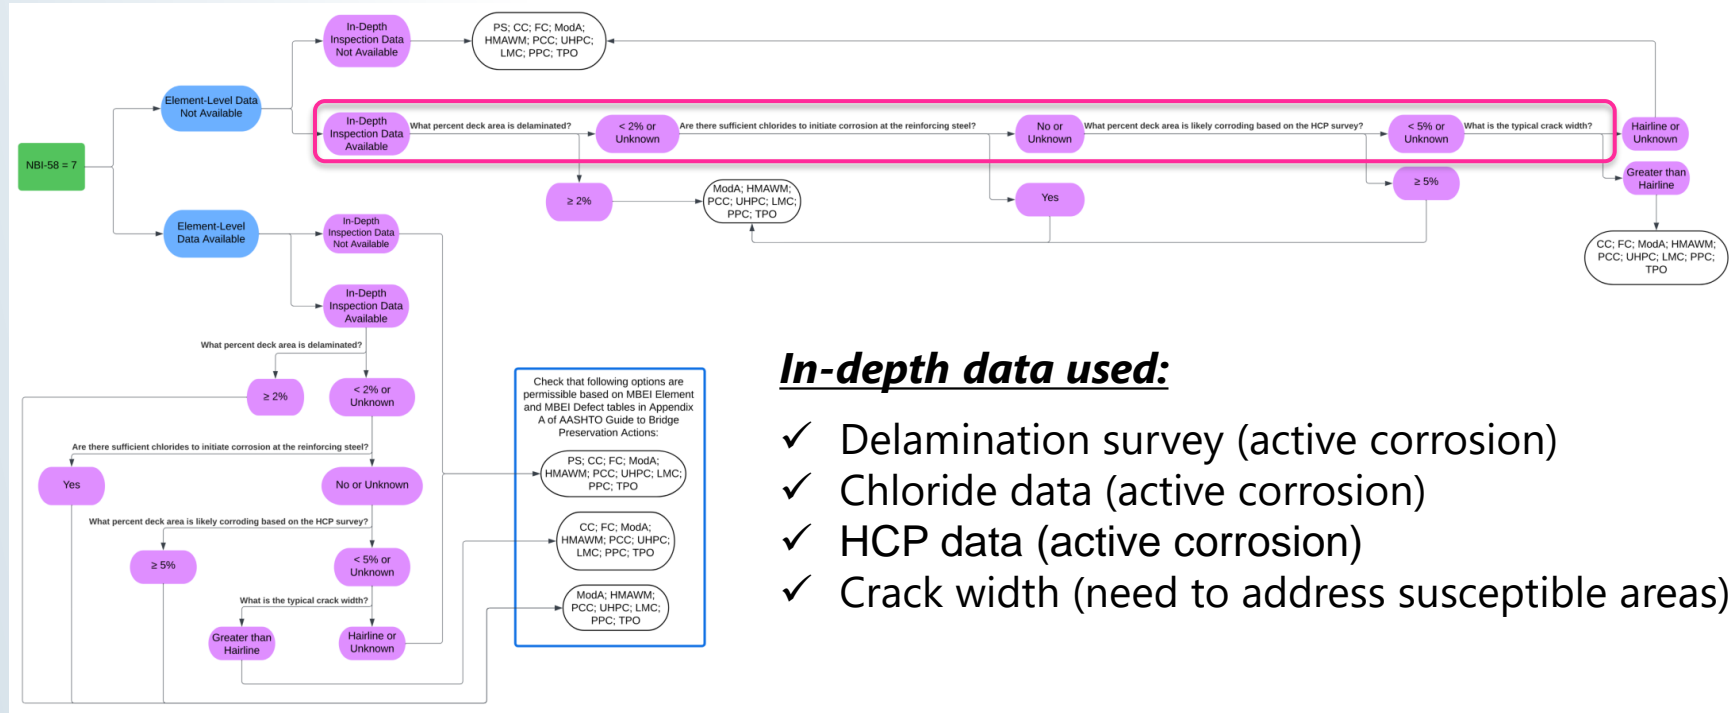 In-Depth
Inspection Data
Not Available
PS; CC; FC; ModA;
HMAWM; PCC; UHPC;
LMC; PPC; TPO
Element-Level Data
Not Available
In-Depth
Inspection Data
Available
What percent deck area is delaminated?
< 2% or
Unknown
Are there sufficient chlorides to initiate corrosion at the reinforcing steel?
No or
Unknown
What percent deck area is likely corroding based on the HCP survey?
< 5% or
Unknown
What is the typical crack width?
Hairline or
Unknown
NBI-58 = 7
≥ 2%
ModA; HMAWM;
PCC; UHPC; LMC;
PPC; TPO
Yes
≥ 5%
Greater than
Hairline
CC; FC; ModA; HMAWM;
PCC; UHPC; LMC; PPC;
TPO
Element-Level
Data Available
In-Depth
Inspection Data
Not Available
In-Depth
Inspection Data
Available
What percent deck area is delaminated?
≥ 2%
< 2% or
Unknown
Are there sufficient chlorides to initiate corrosion at the reinforcing steel?
Yes
No or Unknown
What percent deck area is likely corroding based on the HCP survey?
≥ 5%
< 5% or
Unknown
What is the typical crack width?
Greater than
Hairline
Hairline or
Unknown
Check that following options are
permissible based on MBEI Element
and MBEI Defect tables in Appendix
A of AASHTO Guide to Bridge
Preservation Actions:
PS; CC; FC; ModA;
HMAWM; PCC; UHPC; LMC;
PPC; TPO
CC; FC; ModA;
HMAWM; PCC; UHPC;
LMC; PPC; TPO
ModA; HMAWM;
PCC; UHPC; LMC;
PPC; TPO
In-depth data used:
✓ Delamination survey (active corrosion)
✓ Chloride data (active corrosion)
✓ HCP data (active corrosion)
✓ Crack width (need to address susceptible areas)